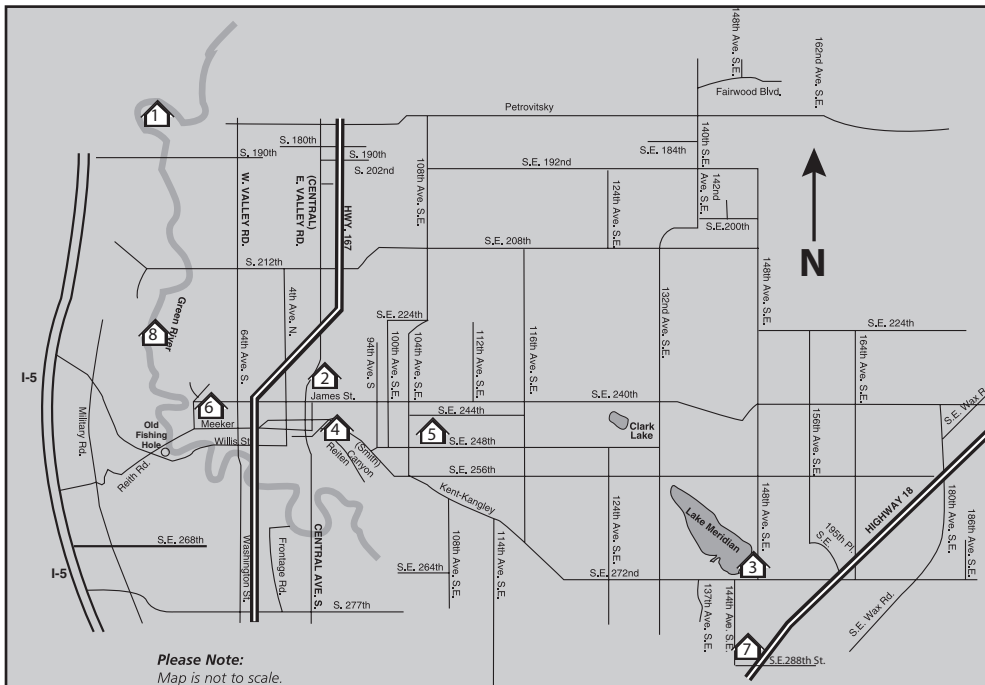 148th Ave. S.E.
162nd Ave. S.E.
Fairwood Blvd.
1
Petrovitsky
S. 180th
S. 190th
S. 190th
S. 202nd
S.E. 184th
140th S.E.
Ave. S.E.
142nd
S.E. 192nd
108th Ave. S.E.
124th Ave. S.E.
S.E.200th
W. VALLEY RD.
(CENTRAL)
E. VALLEY RD.
HWY. 167
N
S. 212th
S.E. 208th
148th Ave. S.E.
Green River
8
4th Ave. N.
64th Ave. S.
S.E. 224th
94th Ave. S
100th Ave. S.E.
104th Ave. S.E.
112th Ave. S.E.
116th Ave. S.E.
132nd Ave. S.E.
S.E. 224th
164th Ave. S.E.
156th Ave. S.E.
I-5
2
James St.
S.E. 240th
S.E. Wax Rd.
6
Meeker
S.E. 244th
4
5
Clark
Lake
Military Rd.
Old
Fishing
Hole
Willis St.
Reiten
(Smith)
Canyon
S.E. 248th
Reith Rd.
S.E. 256th
Kent-Kangley
HIGHWAY 18
124th Ave. S.E.
Lake Meridian
148th Ave. S.E.
195th Pl.
S.E.
180th Ave. S.E.
186th Ave. S.E.
S.E. 268th
Washington St.
Frontage Rd.
CENTRAL AVE. S.
S.E. 264th
108th Ave. S.E.
114th Ave. S.E.
S.E. 272nd
3
I-5
S. 277th
137th Ave. S.E.
144th Ave. S.E.
S.E. Wax Rd.
7
S.E.288th St.
Please Note:
Map is not to scale.